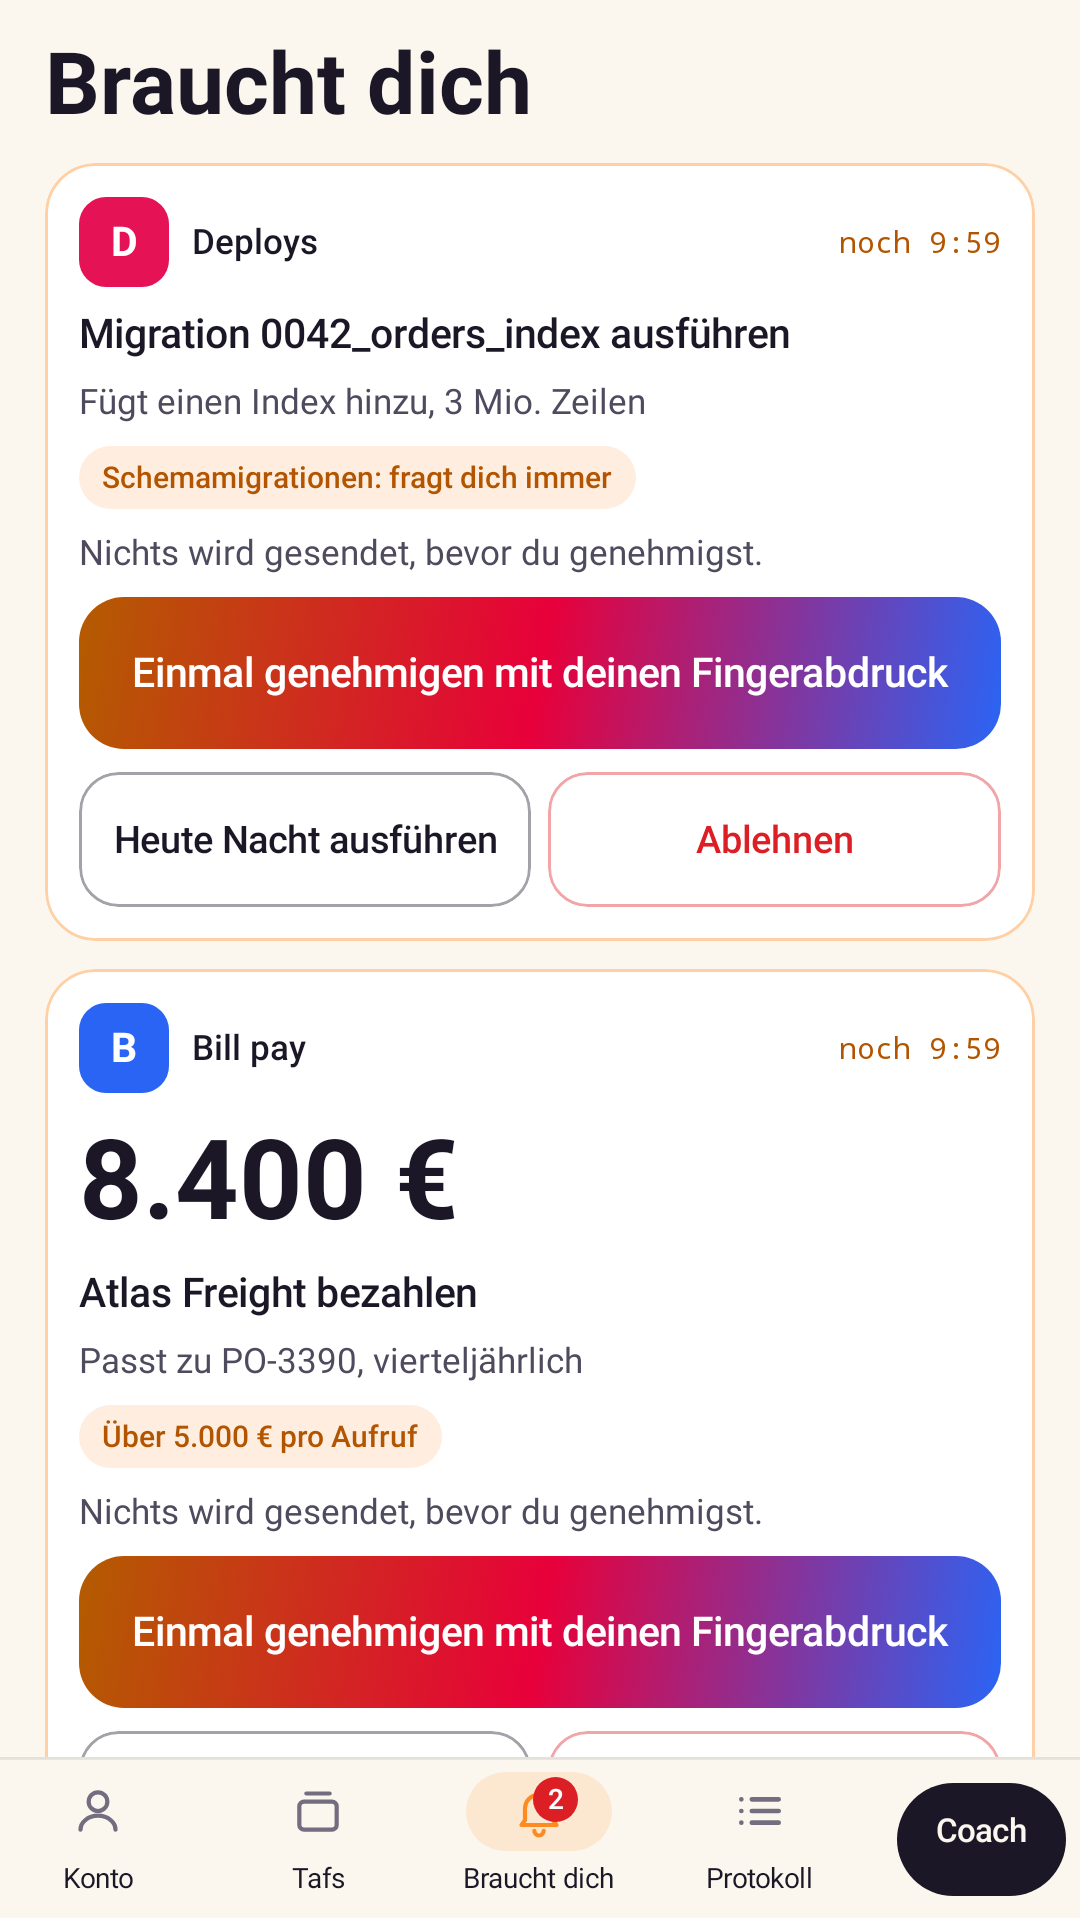 Braucht dich
D
Deploys
noch 9:59
Migration 0042_orders_index ausführen
Fügt einen Index hinzu, 3 Mio. Zeilen
Schemamigrationen: fragt dich immer
Nichts wird gesendet, bevor du genehmigst.
Einmal genehmigen mit deinen Fingerabdruck
Heute Nacht ausführen
Ablehnen
B
Bill pay
noch 9:59
8.400 €
Atlas Freight bezahlen
Passt zu PO-3390, vierteljährlich
Über 5.000 € pro Aufruf
Nichts wird gesendet, bevor du genehmigst.
Einmal genehmigen mit deinen Fingerabdruck
2
Konto
Tafs
Braucht dich
Protokoll
Coach